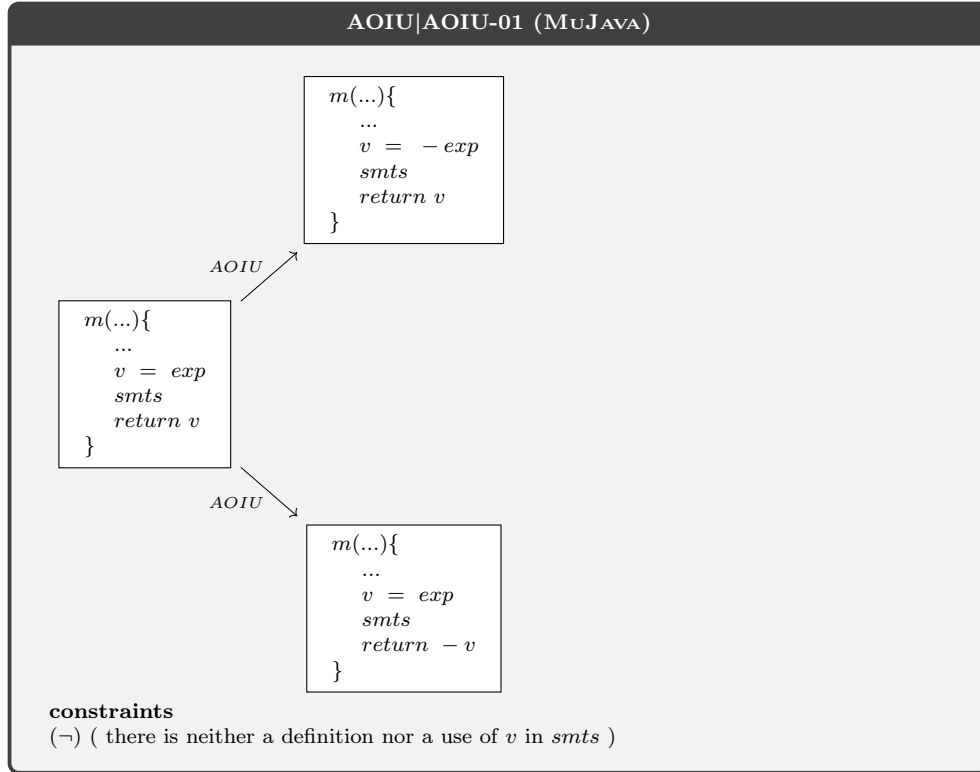 AOIU|AOIU-01 (MuJava)
m(...){
...
v = − exp
smts
return v
}
AOIU
m(...){
...
v = exp
smts
return v
}
AOIU
m(...){
...
v = exp
smts
return − v
}
constraints
(¬) ( there is neither a definition nor a use of v in smts )